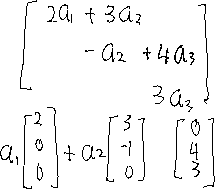 2a₁ + 3a₂
-a₂ + 4a₃
3a₃
a₁ [2 0 0] + a₂ [3 -1 0] [0 4 3]